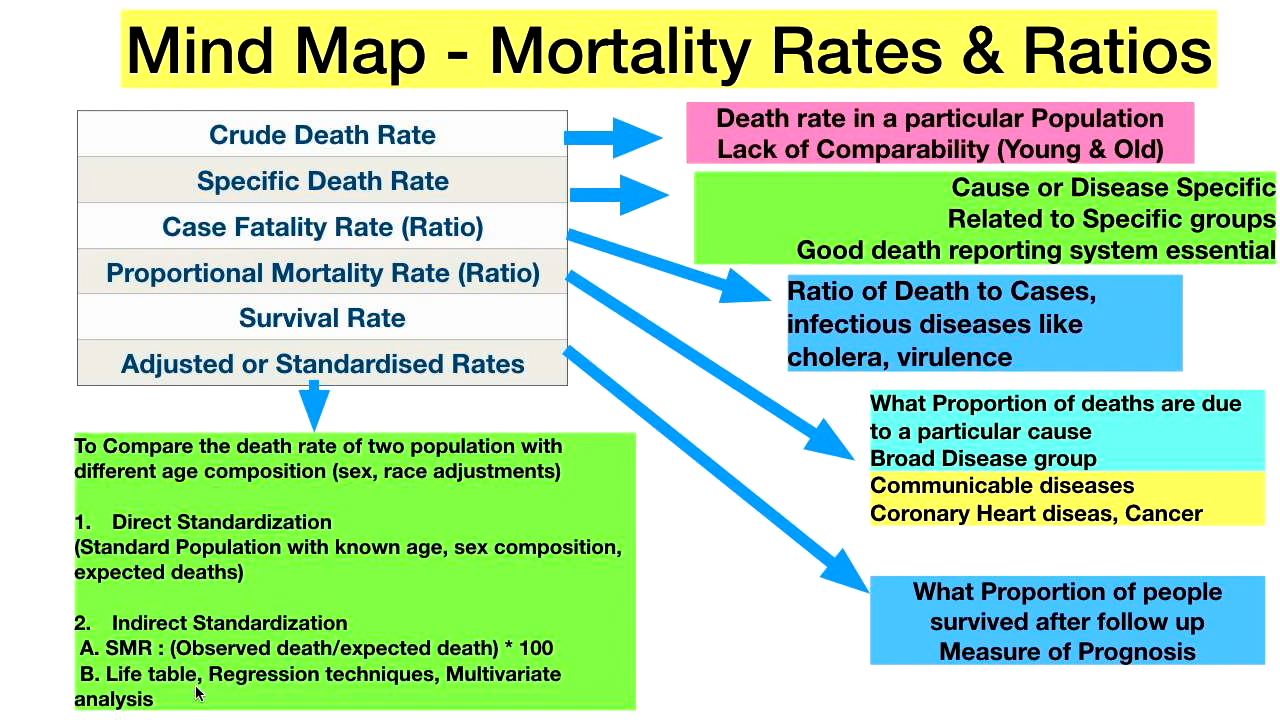 Mind Map - Mortality Rates & Ratios
Crude Death Rate
Specific Death Rate
Case Fatality Rate (Ratio)
Proportional Mortality Rate (Ratio)
Survival Rate
Adjusted or Standardised Rates
Death rate in a particular Population
Lack of Comparability (Young & Old)
Cause or Disease Specific
Related to Specific groups
Good death reporting system essential
Ratio of Death to Cases,
infectious diseases like
cholera, virulence
What Proportion of deaths are due
to a particular cause
Broad Disease group
Communicable diseases
Coronary Heart diseas, Cancer
What Proportion of people
survived after follow up
Measure of Prognosis
To Compare the death rate of two population with
different age composition (sex, race adjustments)
1. Direct Standardization
(Standard Population with known age, sex composition,
expected deaths)
2. Indirect Standardization
A. SMR : (Observed death/expected death) * 100
B. Life table, Regression techniques, Multivariate
analysis